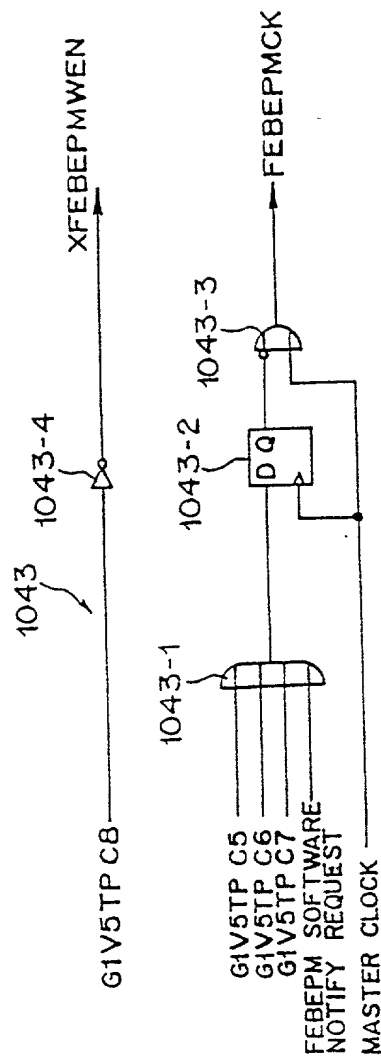 1043
G1V5TP C8
1043-4
XFEBEPMWEN
G1V5TP C5
G1V5TP C6
G1V5TP C7
FEBEPM SOFTWARE
NOTIFY REQUEST
MASTER CLOCK
1043-1
1043-2
D Q
1043-3
FEBEPMCK